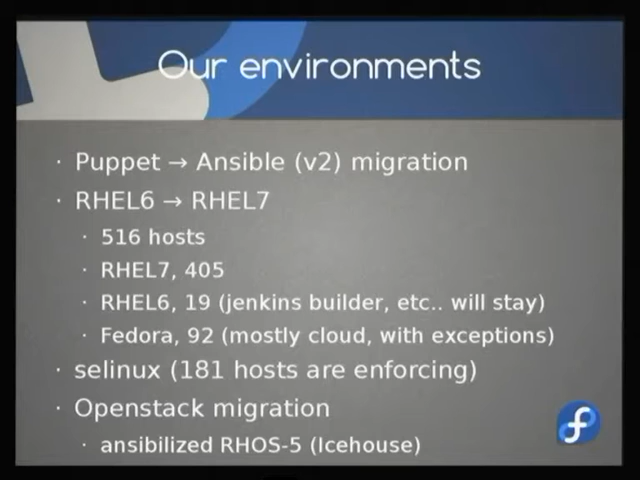 Our environments
· Puppet → Ansible (v2) migration
· RHEL6 → RHEL7
· 516 hosts
· RHEL7, 405
· RHEL6, 19 (jenkins builder, etc.. will stay)
· Fedora, 92 (mostly cloud, with exceptions)
· selinux (181 hosts are enforcing)
· Openstack migration
· ansibilized RHOS-5 (Icehouse)